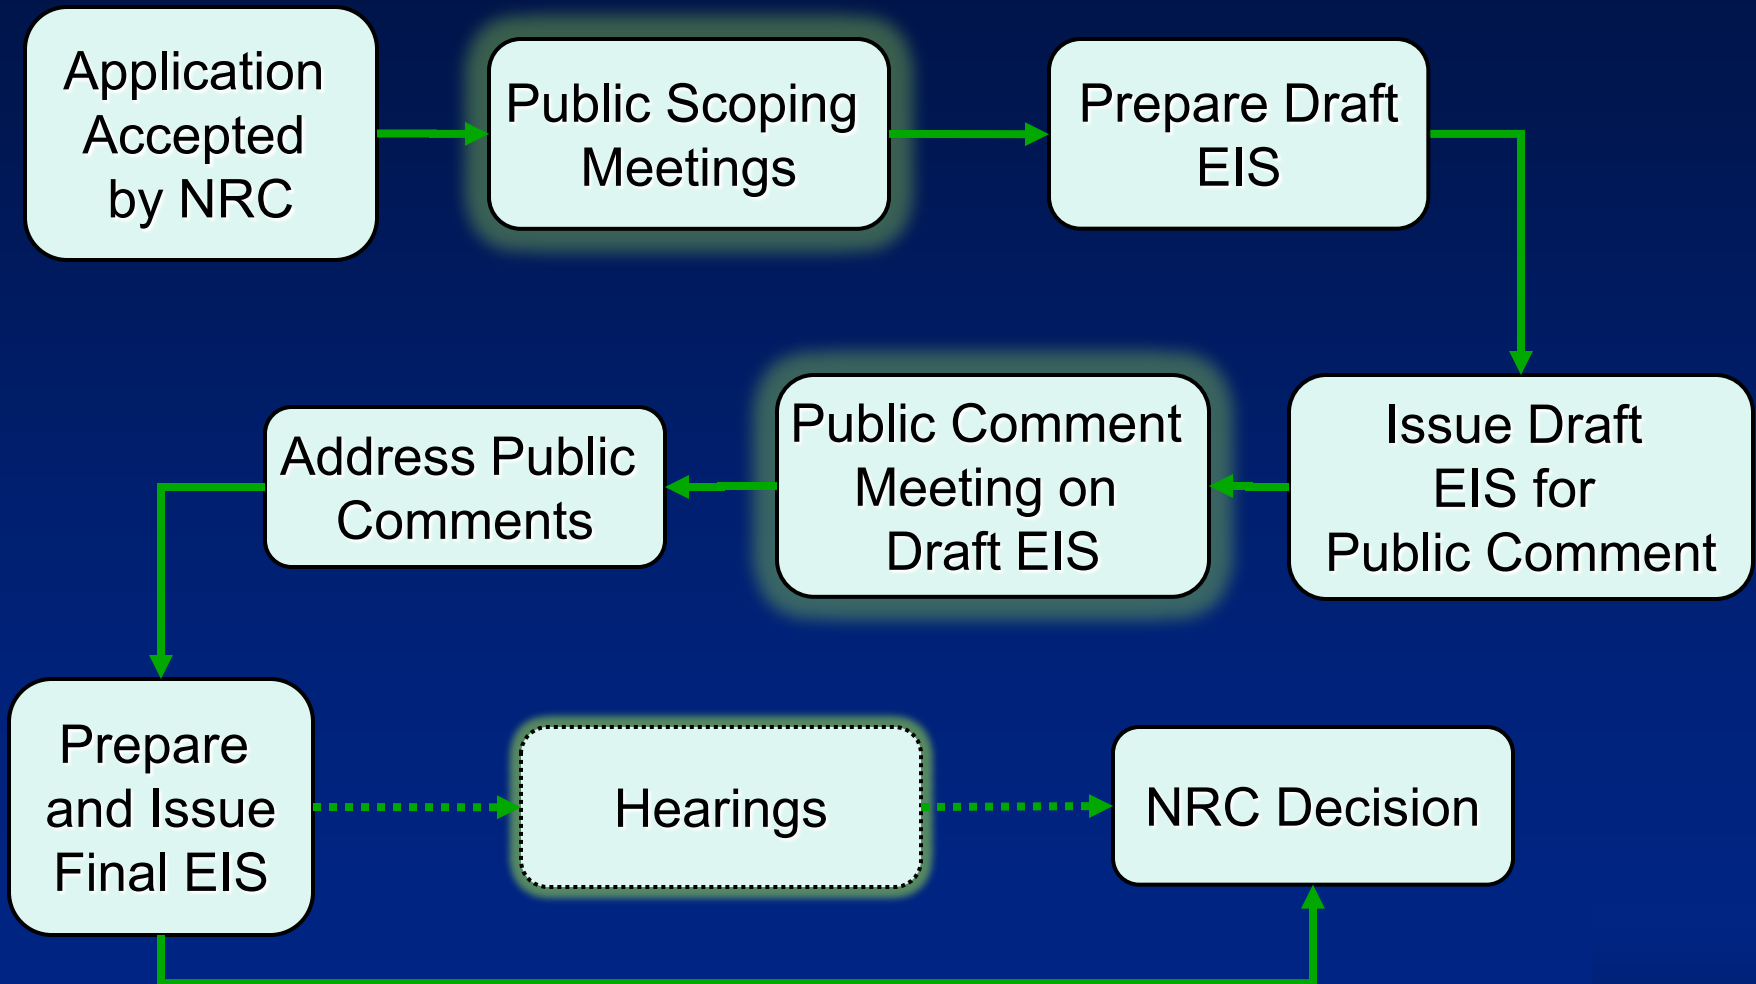 Application
Accepted
by NRC
Public Scoping
Meetings
Prepare Draft
EIS
Issue Draft
EIS for
Public Comment
Public Comment
Meeting on
Draft EIS
Address Public
Comments
Prepare
and Issue
Final EIS
Hearings
NRC Decision